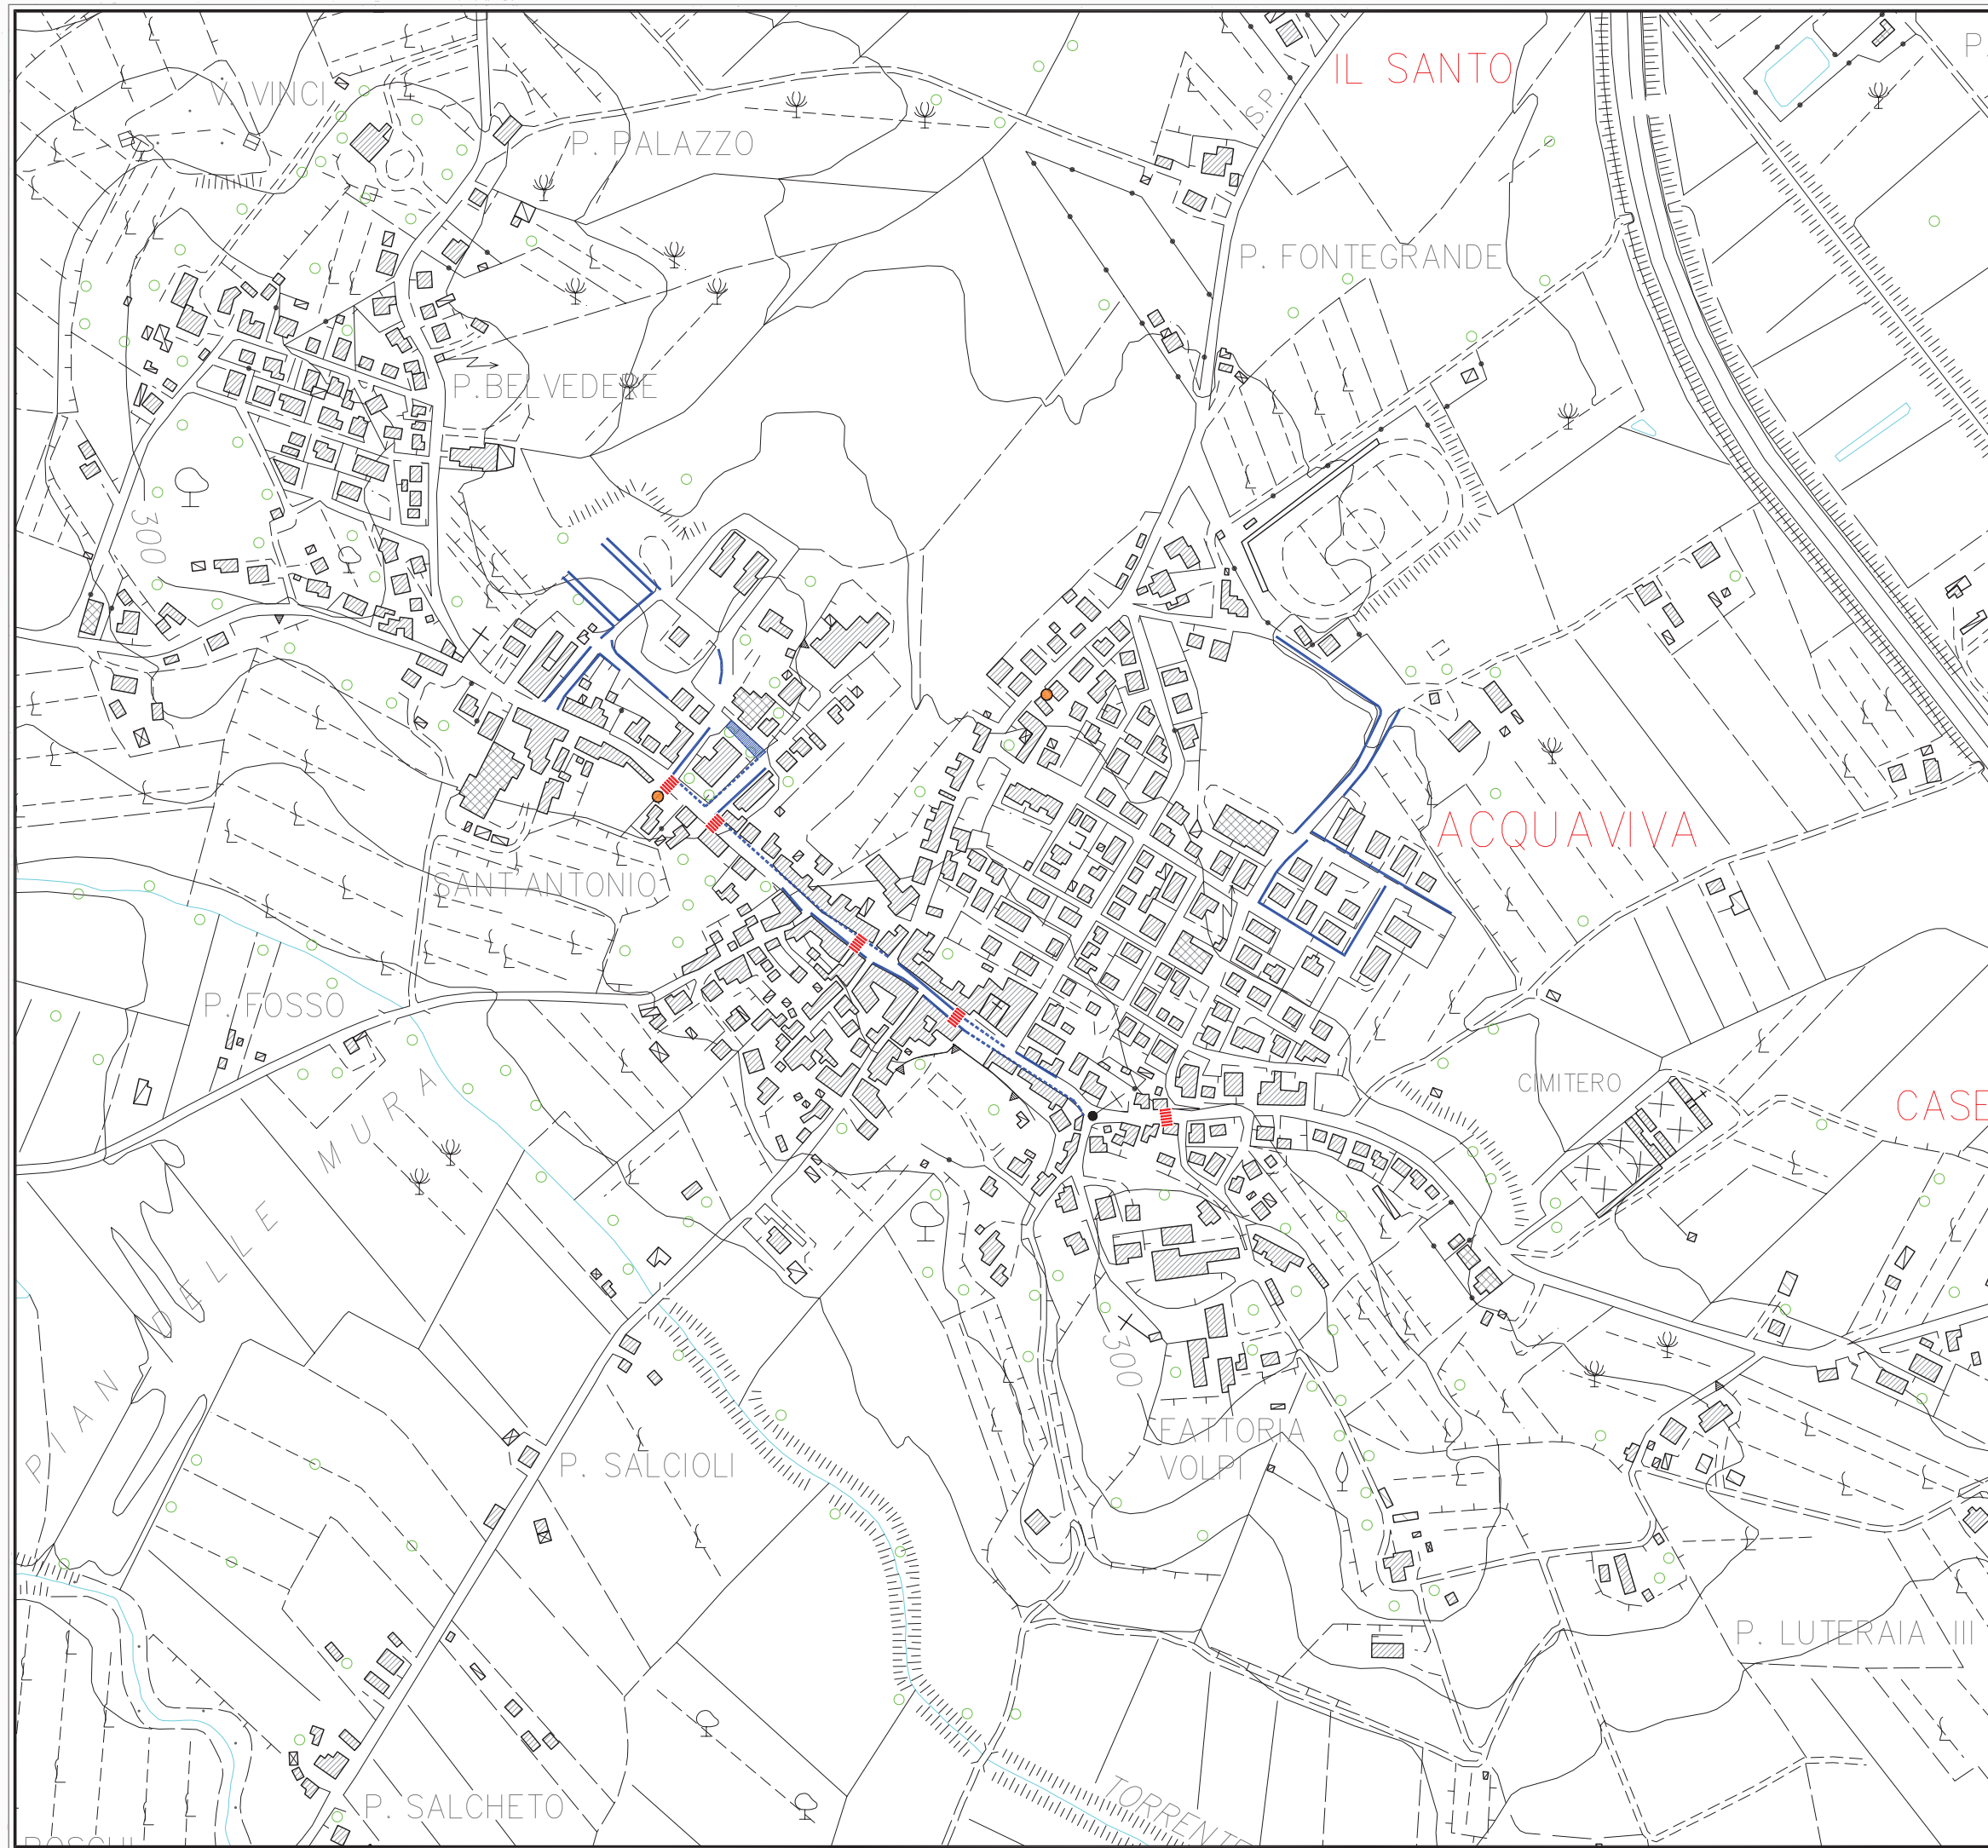 IL SANTO
P.
V. VINCI
S.P.
P. PALAZZO
P. FONTEGRANDE
P.BELVEDERE
300
ACQUAVIVA
SANT'ANTONIO
P. FOSSO
CIMITERO
CASE
PIAN DELLE MURA
300
FATTORIA
VOLPI
P. SALCIOLI
P. LUTERAIA III
P. SALCHETO
TORRENTE